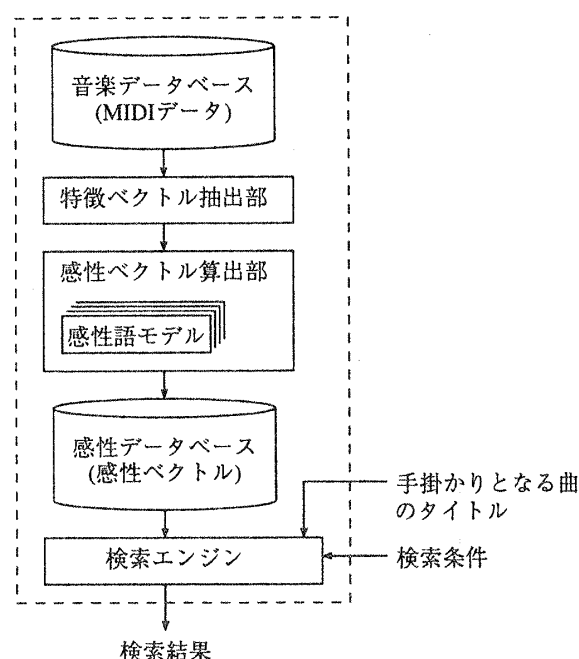 音楽データベース
(MIDIデータ)
特徴ベクトル抽出部
感性ベクトル算出部
感性語モデル
感性データベース
(感性ベクトル)
手掛かりとなる曲
のタイトル
検索エンジン
検索条件
検索結果